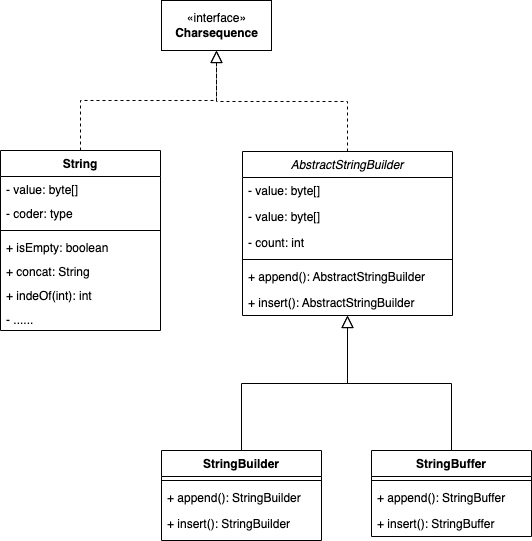 «interface»
Charsequence
String
- value: byte[]
- coder: type
+ isEmpty: boolean
+ concat: String
+ indeOf(int): int
- ......
AbstractStringBuilder
- value: byte[]
- value: byte[]
- count: int
+ append(): AbstractStringBuilder
+ insert(): AbstractStringBuilder
StringBuilder
+ append(): StringBuilder
+ insert(): StringBuilder
StringBuffer
+ append(): StringBuffer
+ insert(): StringBuffer